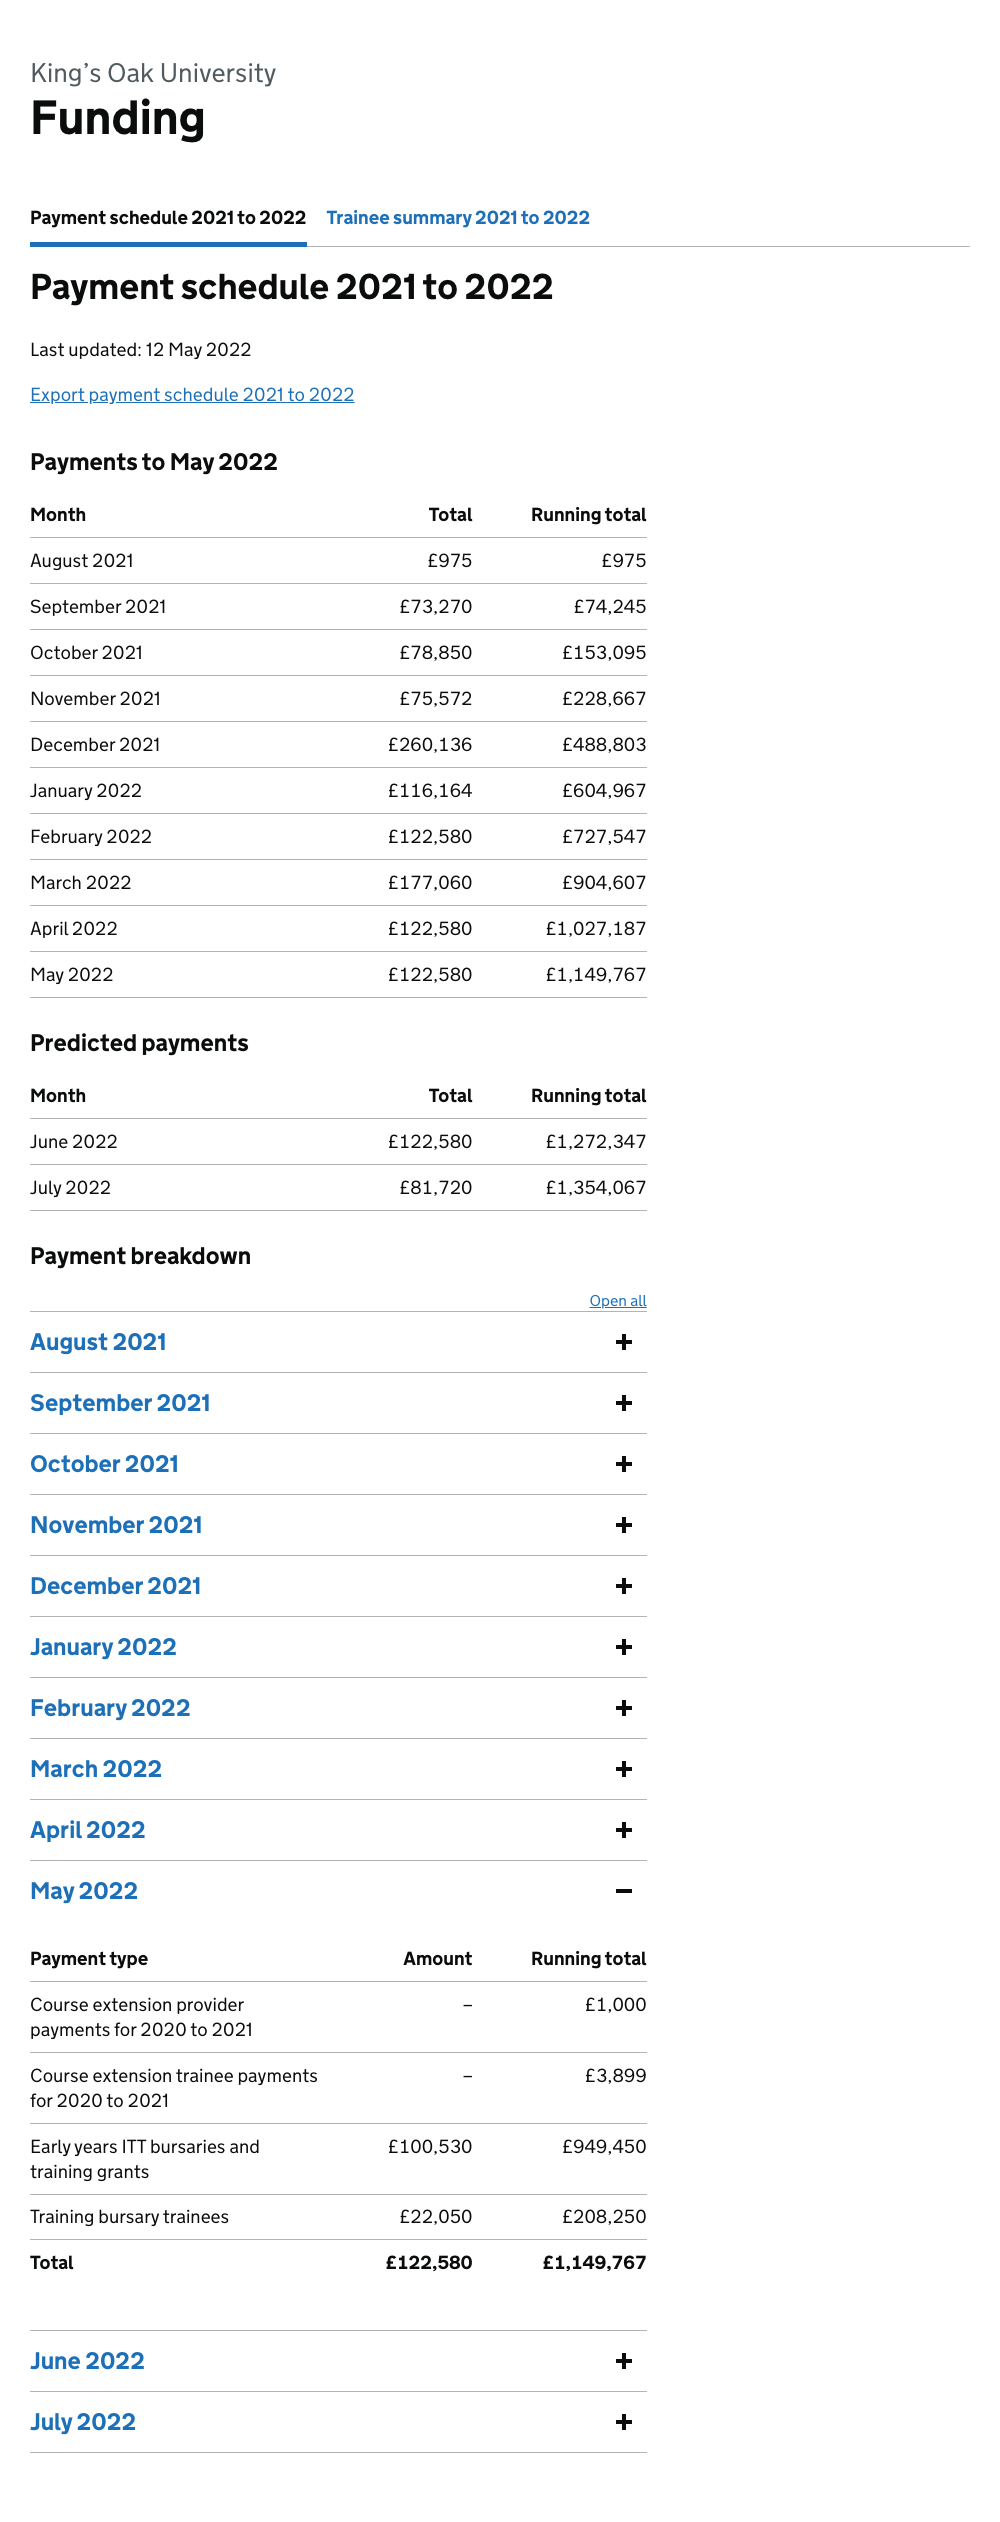 King’s Oak University
Funding
Payment schedule 2021 to 2022 Trainee summary 2021 to 2022
Payment schedule 2021 to 2022
Last updated: 12 May 2022
Export payment schedule 2021 to 2022
Payments to May 2022
Month Total Running total
August 2021 £975 £975
September 2021 £73,270 £74,245
October 2021 £78,850 £153,095
November 2021 £75,572 £228,667
December 2021 £260,136 £488,803
January 2022 £116,164 £604,967
February 2022 £122,580 £727,547
March 2022 £177,060 £904,607
April 2022 £122,580 £1,027,187
May 2022 £122,580 £1,149,767
Predicted payments
Month Total Running total
June 2022 £122,580 £1,272,347
July 2022 £81,720 £1,354,067
Payment breakdown
Open all
August 2021
September 2021
October 2021
November 2021
December 2021
January 2022
February 2022
March 2022
April 2022
May 2022
Payment type Amount Running total
Course extension provider – £1,000
payments for 2020 to 2021
Course extension trainee payments – £3,899
for 2020 to 2021
Early years ITT bursaries and £100,530 £949,450
training grants
Training bursary trainees £22,050 £208,250
Total £122,580 £1,149,767
June 2022
July 2022